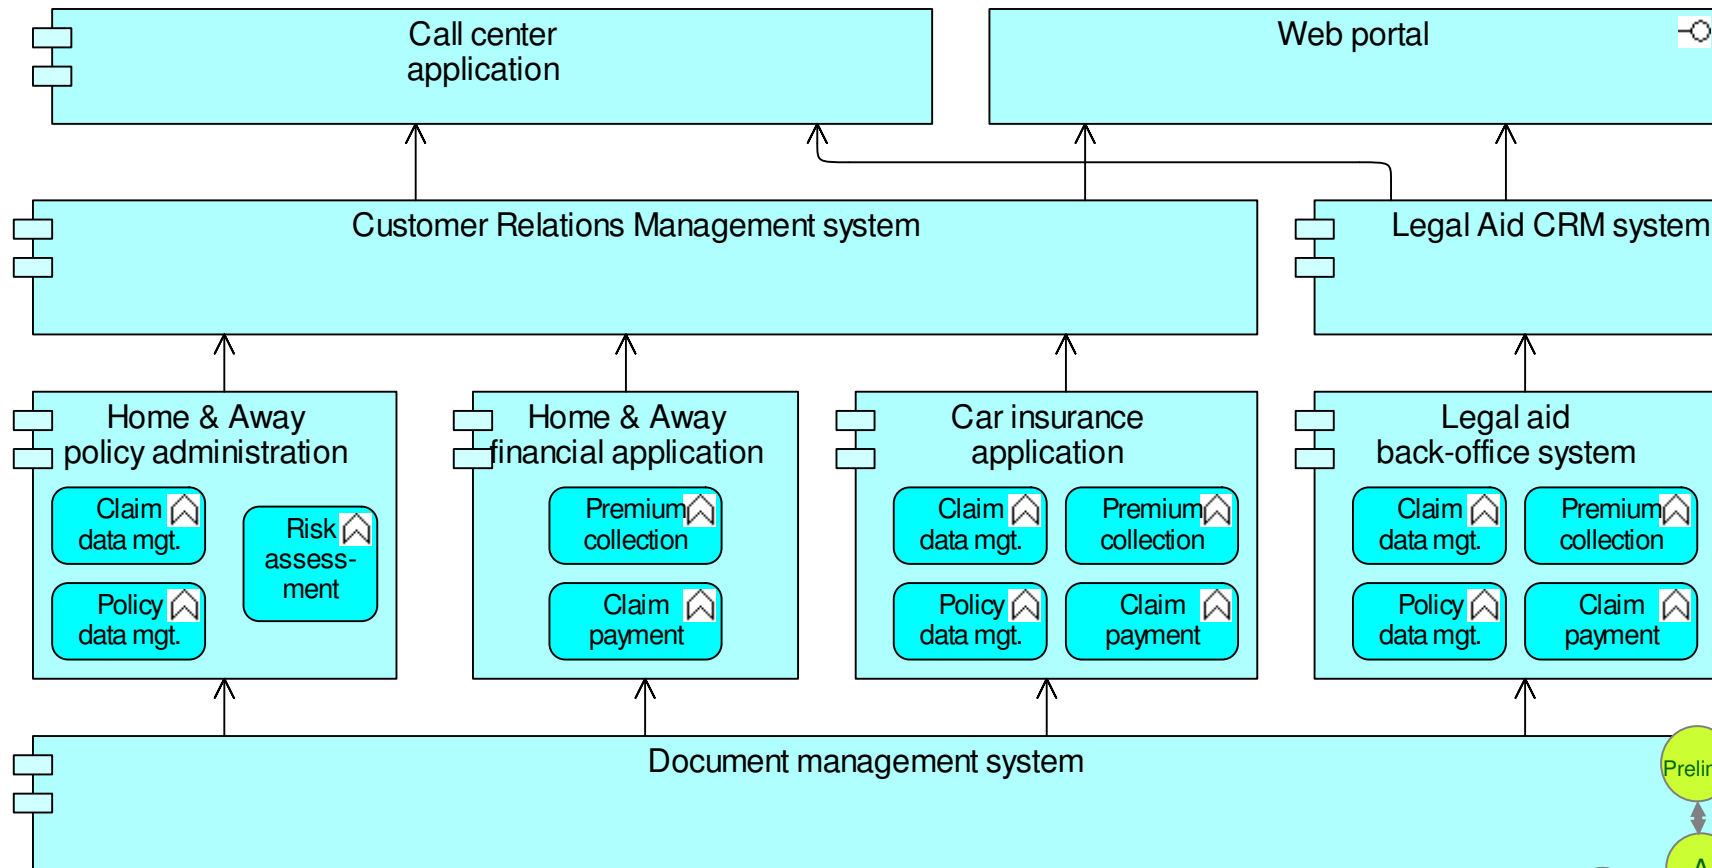 Call center
application
Web portal
Customer Relations Management system
Legal Aid CRM system
Home & Away
policy administration
Claim
data mgt.
Risk
assess-
ment
Policy
data mgt.
Home & Away
financial application
Premium
collection
Claim
payment
Car insurance
application
Claim
data mgt.
Premium
collection
Policy
data mgt.
Claim
payment
Legal aid
back-office system
Claim
data mgt.
Premium
collection
Policy
data mgt.
Claim
payment
Document management system
Prelin
A